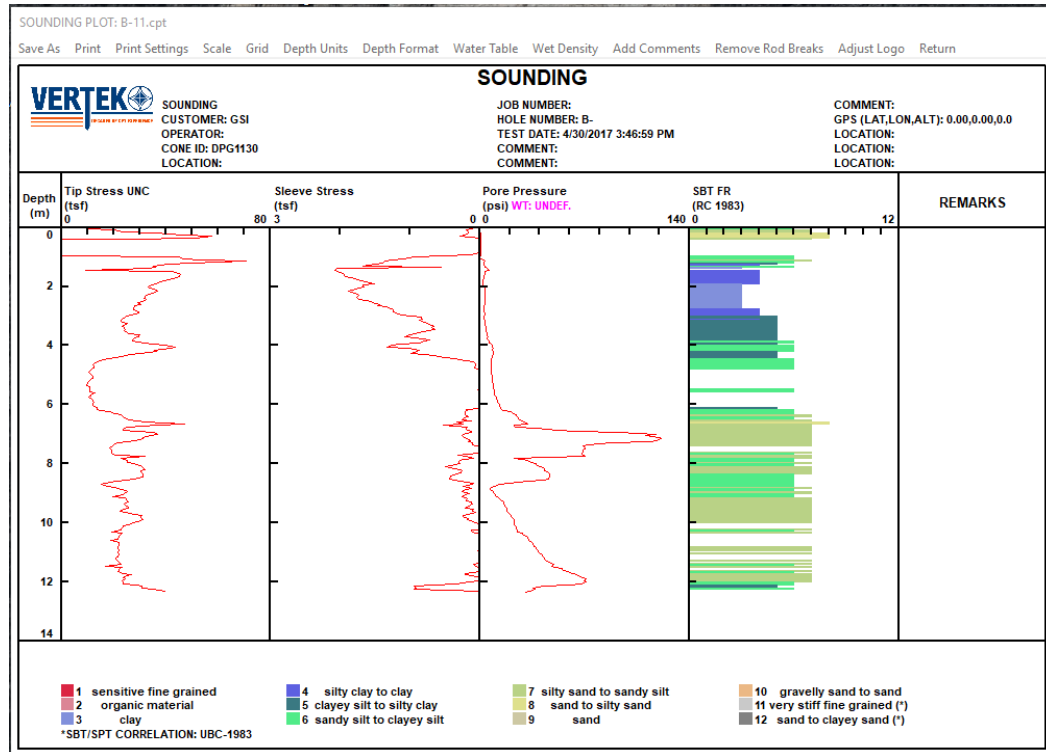 SOUNDING PLOT: B-11.cpt
Save As Print Print Settings Scale Grid Depth Units Depth Format Water Table Wet Density Add Comments Remove Rod Breaks Adjust Logo Return
SOUNDING
VERTEK
SOUNDING
CUSTOMER: GSI
OPERATOR:
CONE ID: DPG1130
LOCATION:
JOB NUMBER:
HOLE NUMBER: B-
TEST DATE: 4/30/2017 3:46:59 PM
COMMENT:
COMMENT:
COMMENT:
GPS (LAT,LON,ALT): 0.00,0.00,0.0
LOCATION:
LOCATION:
LOCATION:
Depth
(m)
Tip Stress UNC
(tsf)
0 80
Sleeve Stress
(tsf)
3 0
Pore Pressure
(psi) WT: UNDEF.
0 140
SBT FR
(RC 1983)
0 12
REMARKS
0
2
4
6
8
10
12
14
1 sensitive fine grained
2 organic material
3 clay
4 silty clay to clay
5 clayey silt to silty clay
6 sandy silt to clayey silt
7 silty sand to sandy silt
8 sand to silty sand
9 sand
10 gravelly sand to sand
11 very stiff fine grained (*)
12 sand to clayey sand (*)
*SBT/SPT CORRELATION: UBC-1983